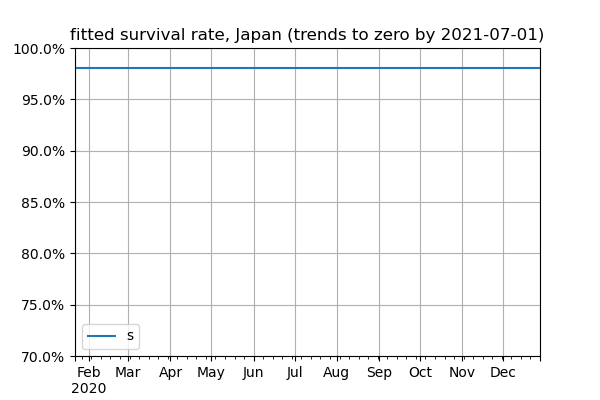 fitted survival rate, Japan (trends to zero by 2021-07-01)
100.0%
95.0%
90.0%
85.0%
80.0%
75.0%
70.0%
s
Feb Mar Apr May Jun Jul Aug Sep Oct Nov Dec
2020